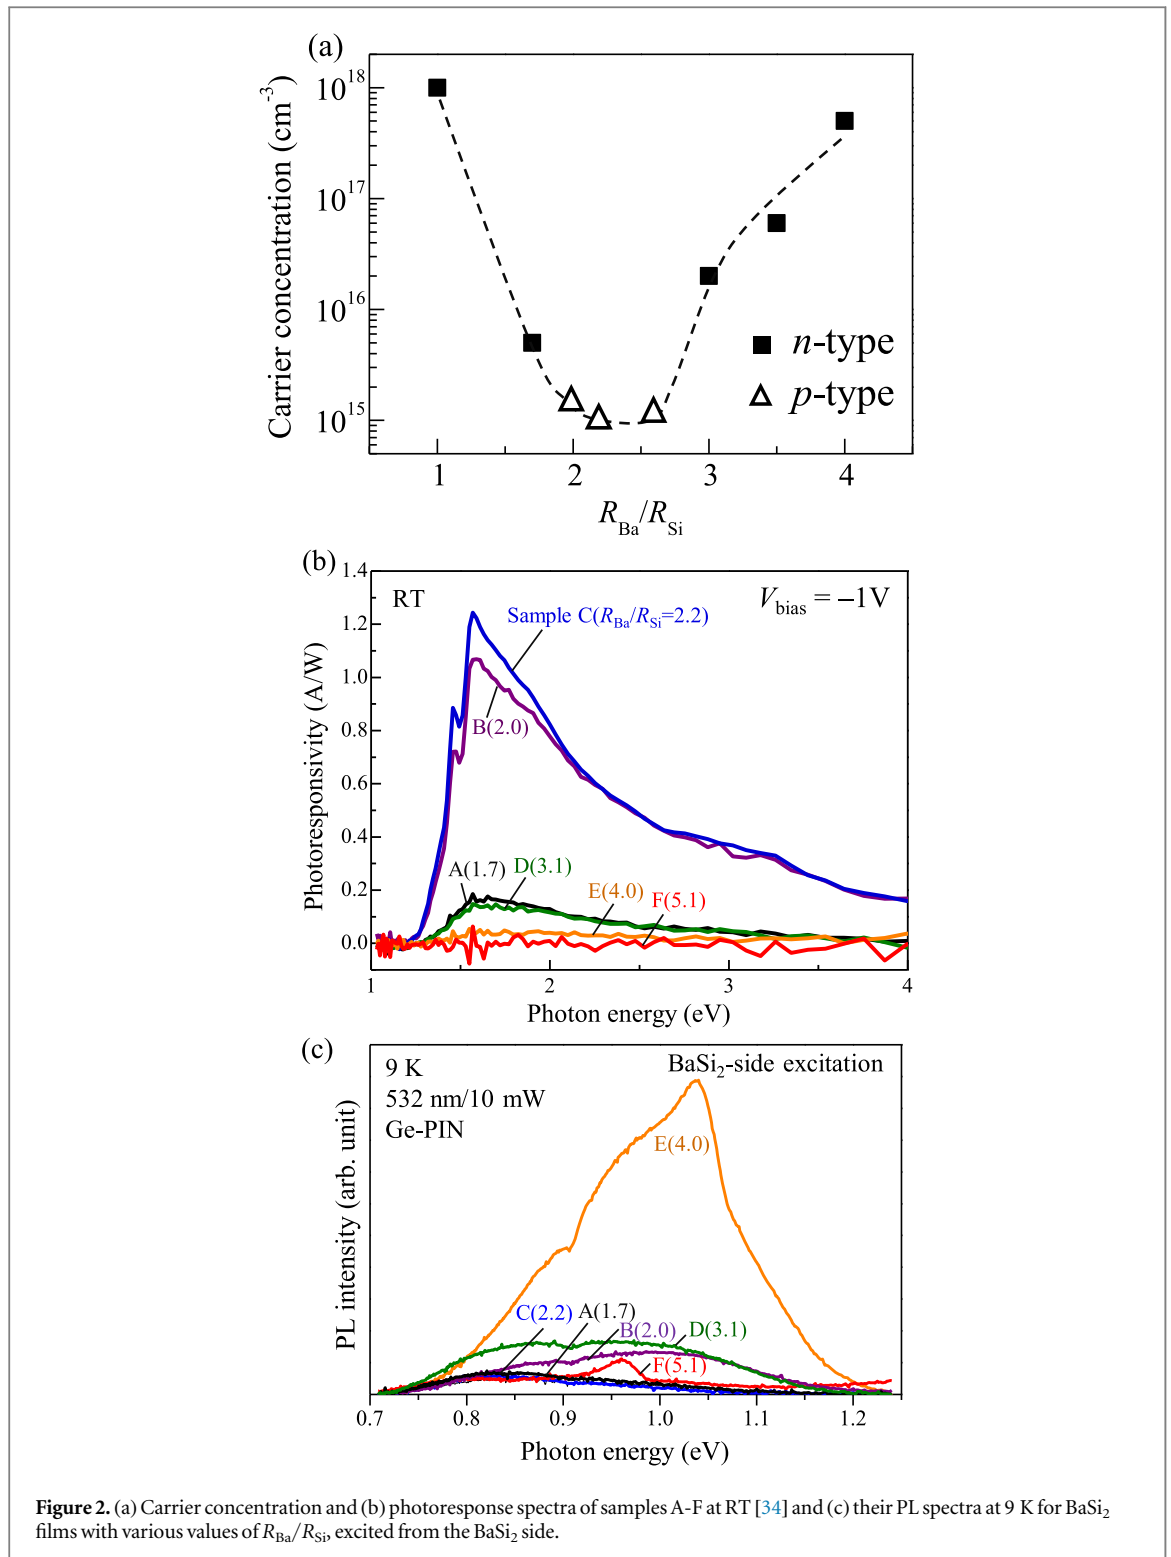 (a)
10^18
10^17
10^16
10^15
Carrier concentration (cm^-3)
n-type
p-type
1 2 3 4
R_Ba/R_Si
(b)
1.4
1.2
1.0
0.8
0.6
0.4
0.2
0.0
Photoresponsivity (A/W)
RT
V_bias = –1V
Sample C(R_Ba/R_Si=2.2)
B(2.0)
A(1.7)
D(3.1)
E(4.0)
F(5.1)
1 2 3 4
Photon energy (eV)
(c)
9 K
532 nm/10 mW
Ge-PIN
BaSi₂-side excitation
PL intensity (arb. unit)
E(4.0)
C(2.2)
A(1.7)
B(2.0)
D(3.1)
F(5.1)
0.7 0.8 0.9 1.0 1.1 1.2
Photon energy (eV)
Figure 2. (a) Carrier concentration and (b) photoresponse spectra of samples A-F at RT [34] and (c) their PL spectra at 9 K for BaSi₂
films with various values of R_Ba/R_Si, excited from the BaSi₂ side.